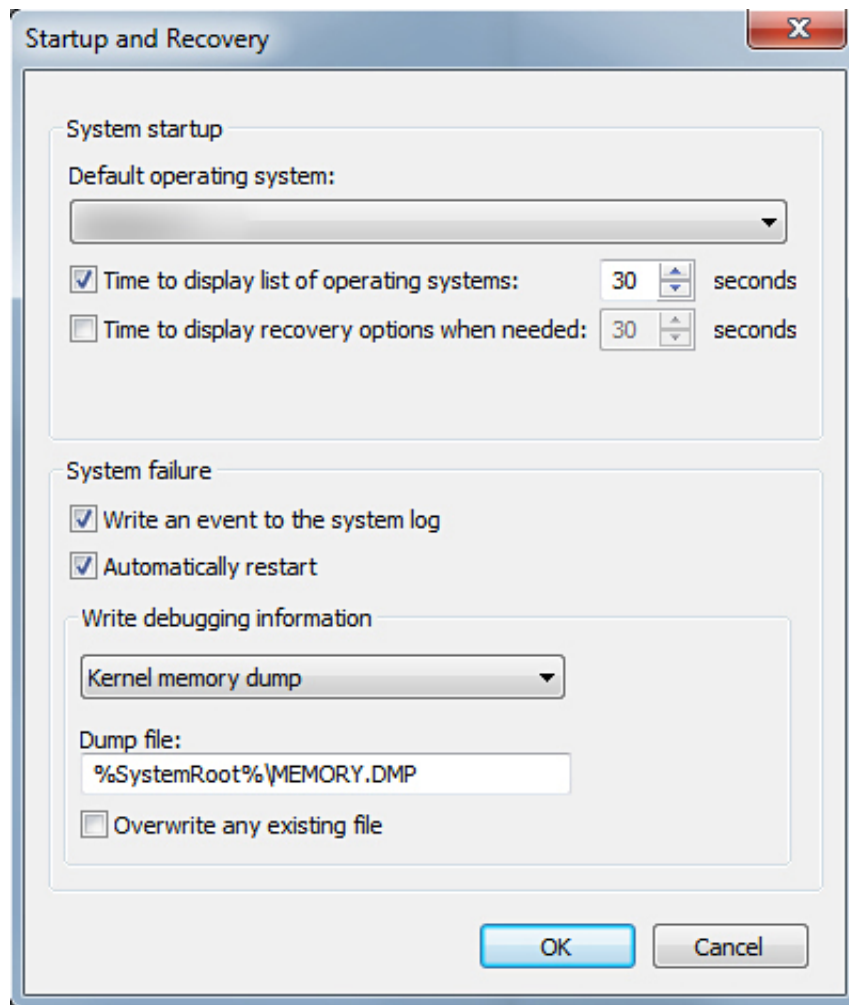 Startup and Recovery
System startup
Default operating system:
Time to display list of operating systems: 30 seconds
Time to display recovery options when needed: 30 seconds
System failure
Write an event to the system log
Automatically restart
Write debugging information
Kernel memory dump
Dump file:
%SystemRoot%\MEMORY.DMP
Overwrite any existing file
OK Cancel